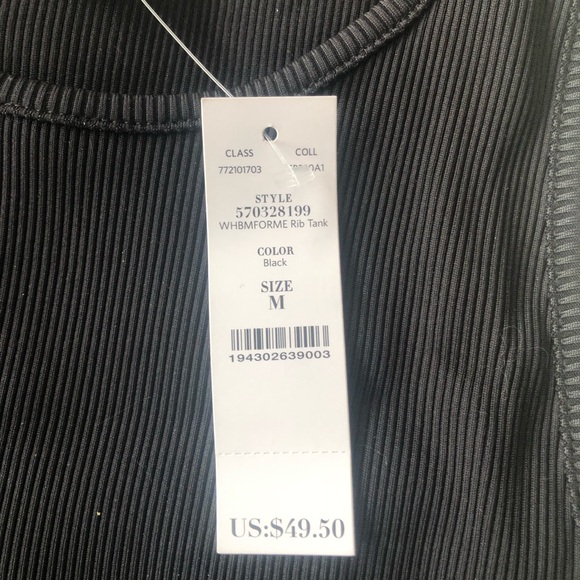 CLASS COLL
772101703
STYLE
570328199
WHBMFORME Rib Tank
COLOR
Black
SIZE
M
194302639003
US:$49.50